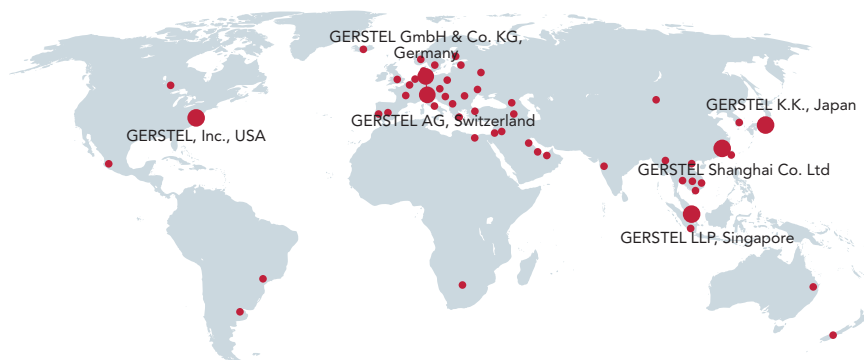 GERSTEL GmbH & Co. KG,
Germany
GERSTEL K.K., Japan
GERSTEL, Inc., USA
GERSTEL AG, Switzerland
GERSTEL Shanghai Co. Ltd
GERSTEL LLP, Singapore